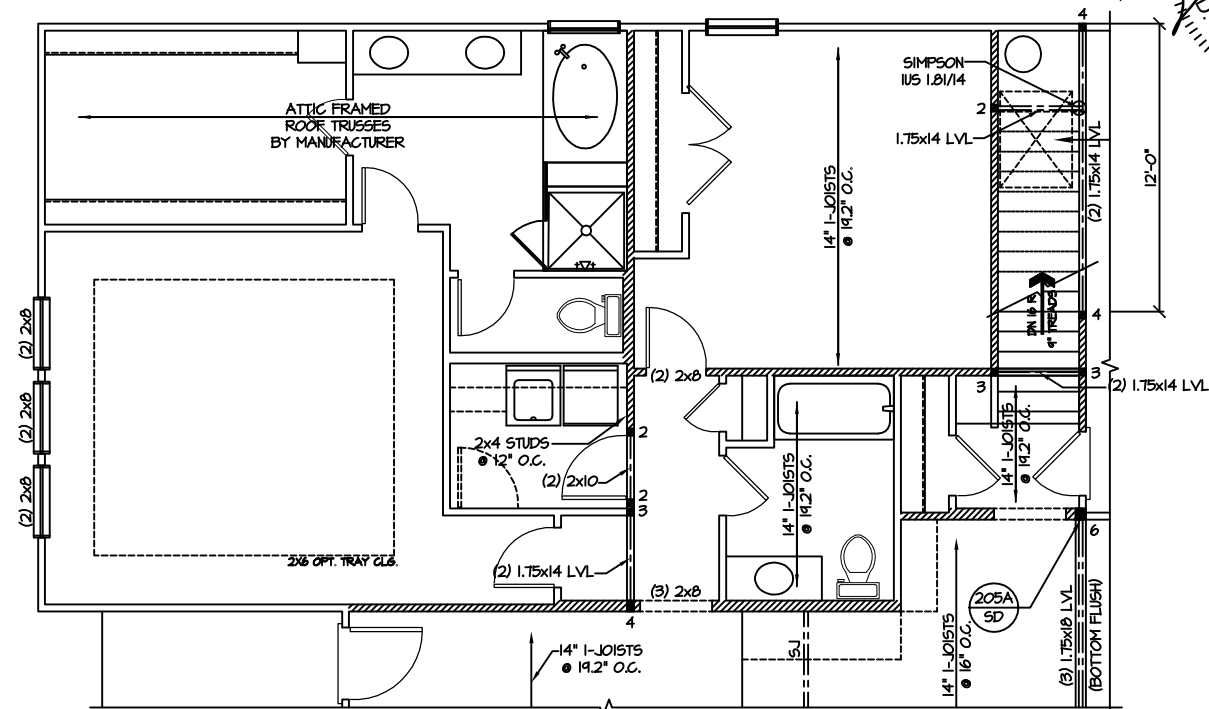 4
SIMPSON
IUS 1.81/14
2
1.75x14 LVL
(2) 1.75x14 LVL
12'-0"
ATTIC FRAMED
ROOF TRUSSES
BY MANUFACTURER
14" I-JOISTS
@ 19.2" O.C.
DN 16 R
9" TREADS
4
(2) 2x8
(2) 2x8
(2) 2x8
(2) 2x8
3
3
(2) 1.75x14 LVL
2x4 STUDS
@ 12" O.C.
2
(2) 2x10
2
3
14" I-JOISTS
@ 19.2" O.C.
14" I-JOISTS
@ 19.2" O.C.
6
2X6 OPT. TRAY CLG.
(2) 1.75x14 LVL
(3) 2x8
4
205A
SD
14" I-JOISTS
@ 19.2" O.C.
SJ
14" I-JOISTS
@ 16" O.C.
(3) 1.75x18 LVL
(BOTTOM FLUSH)